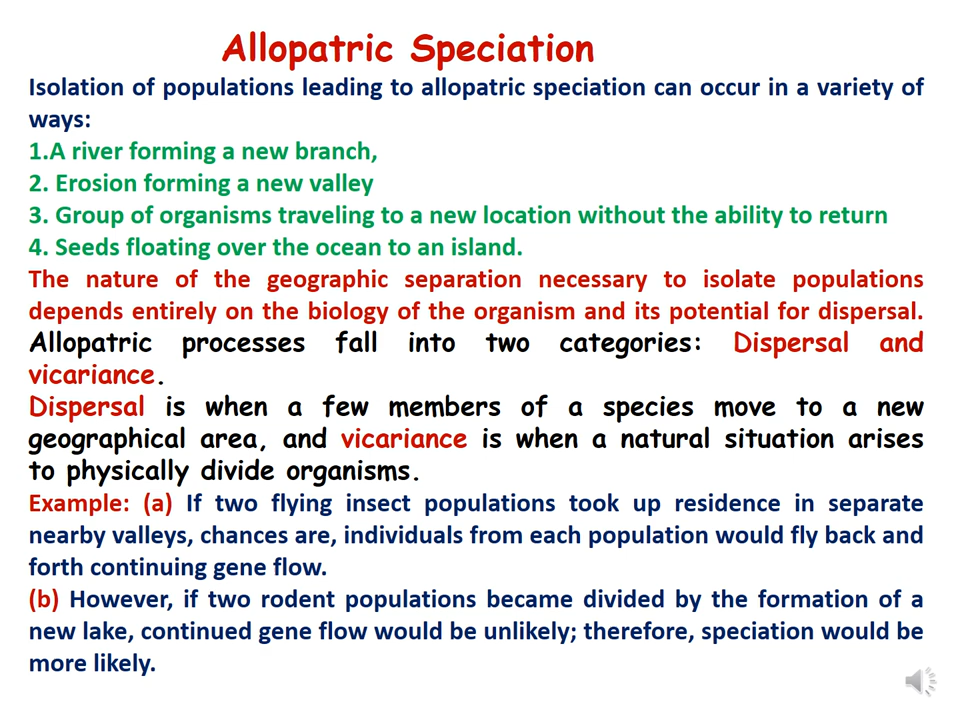 Allopatric Speciation
Isolation of populations leading to allopatric speciation can occur in a variety of
ways:
1.A river forming a new branch,
2. Erosion forming a new valley
3. Group of organisms traveling to a new location without the ability to return
4. Seeds floating over the ocean to an island.
The nature of the geographic separation necessary to isolate populations
depends entirely on the biology of the organism and its potential for dispersal.
Allopatric processes fall into two categories: Dispersal and
vicariance.
Dispersal is when a few members of a species move to a new
geographical area, and vicariance is when a natural situation arises
to physically divide organisms.
Example: (a) If two flying insect populations took up residence in separate
nearby valleys, chances are, individuals from each population would fly back and
forth continuing gene flow.
(b) However, if two rodent populations became divided by the formation of a
new lake, continued gene flow would be unlikely; therefore, speciation would be
more likely.